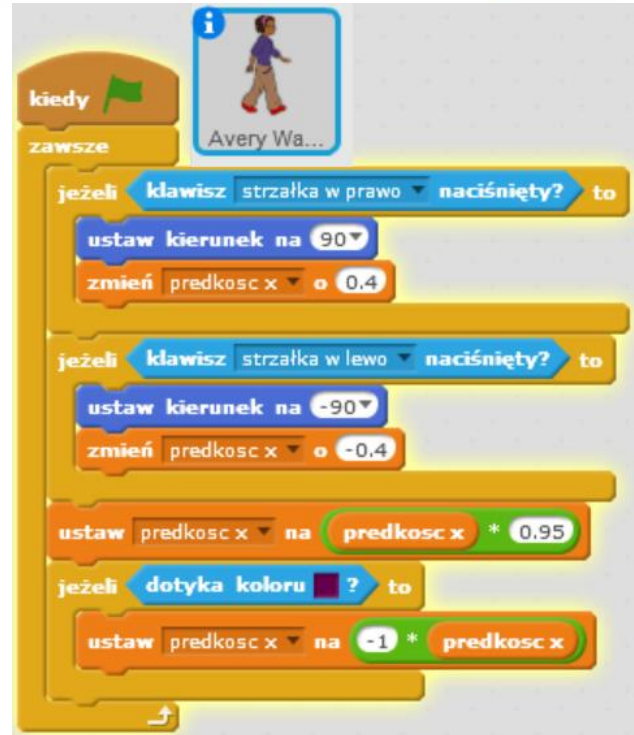 i
Avery Wa...
kiedy
zawsze
jeżeli klawisz strzałka w prawo naciśnięty? to
ustaw kierunek na 90
zmień predkosc x o 0.4
jeżeli klawisz strzałka w lewo naciśnięty? to
ustaw kierunek na -90
zmień predkosc x o -0.4
ustaw predkosc x na predkosc x * 0.95
jeżeli dotyka koloru ? to
ustaw predkosc x na -1 * predkosc x